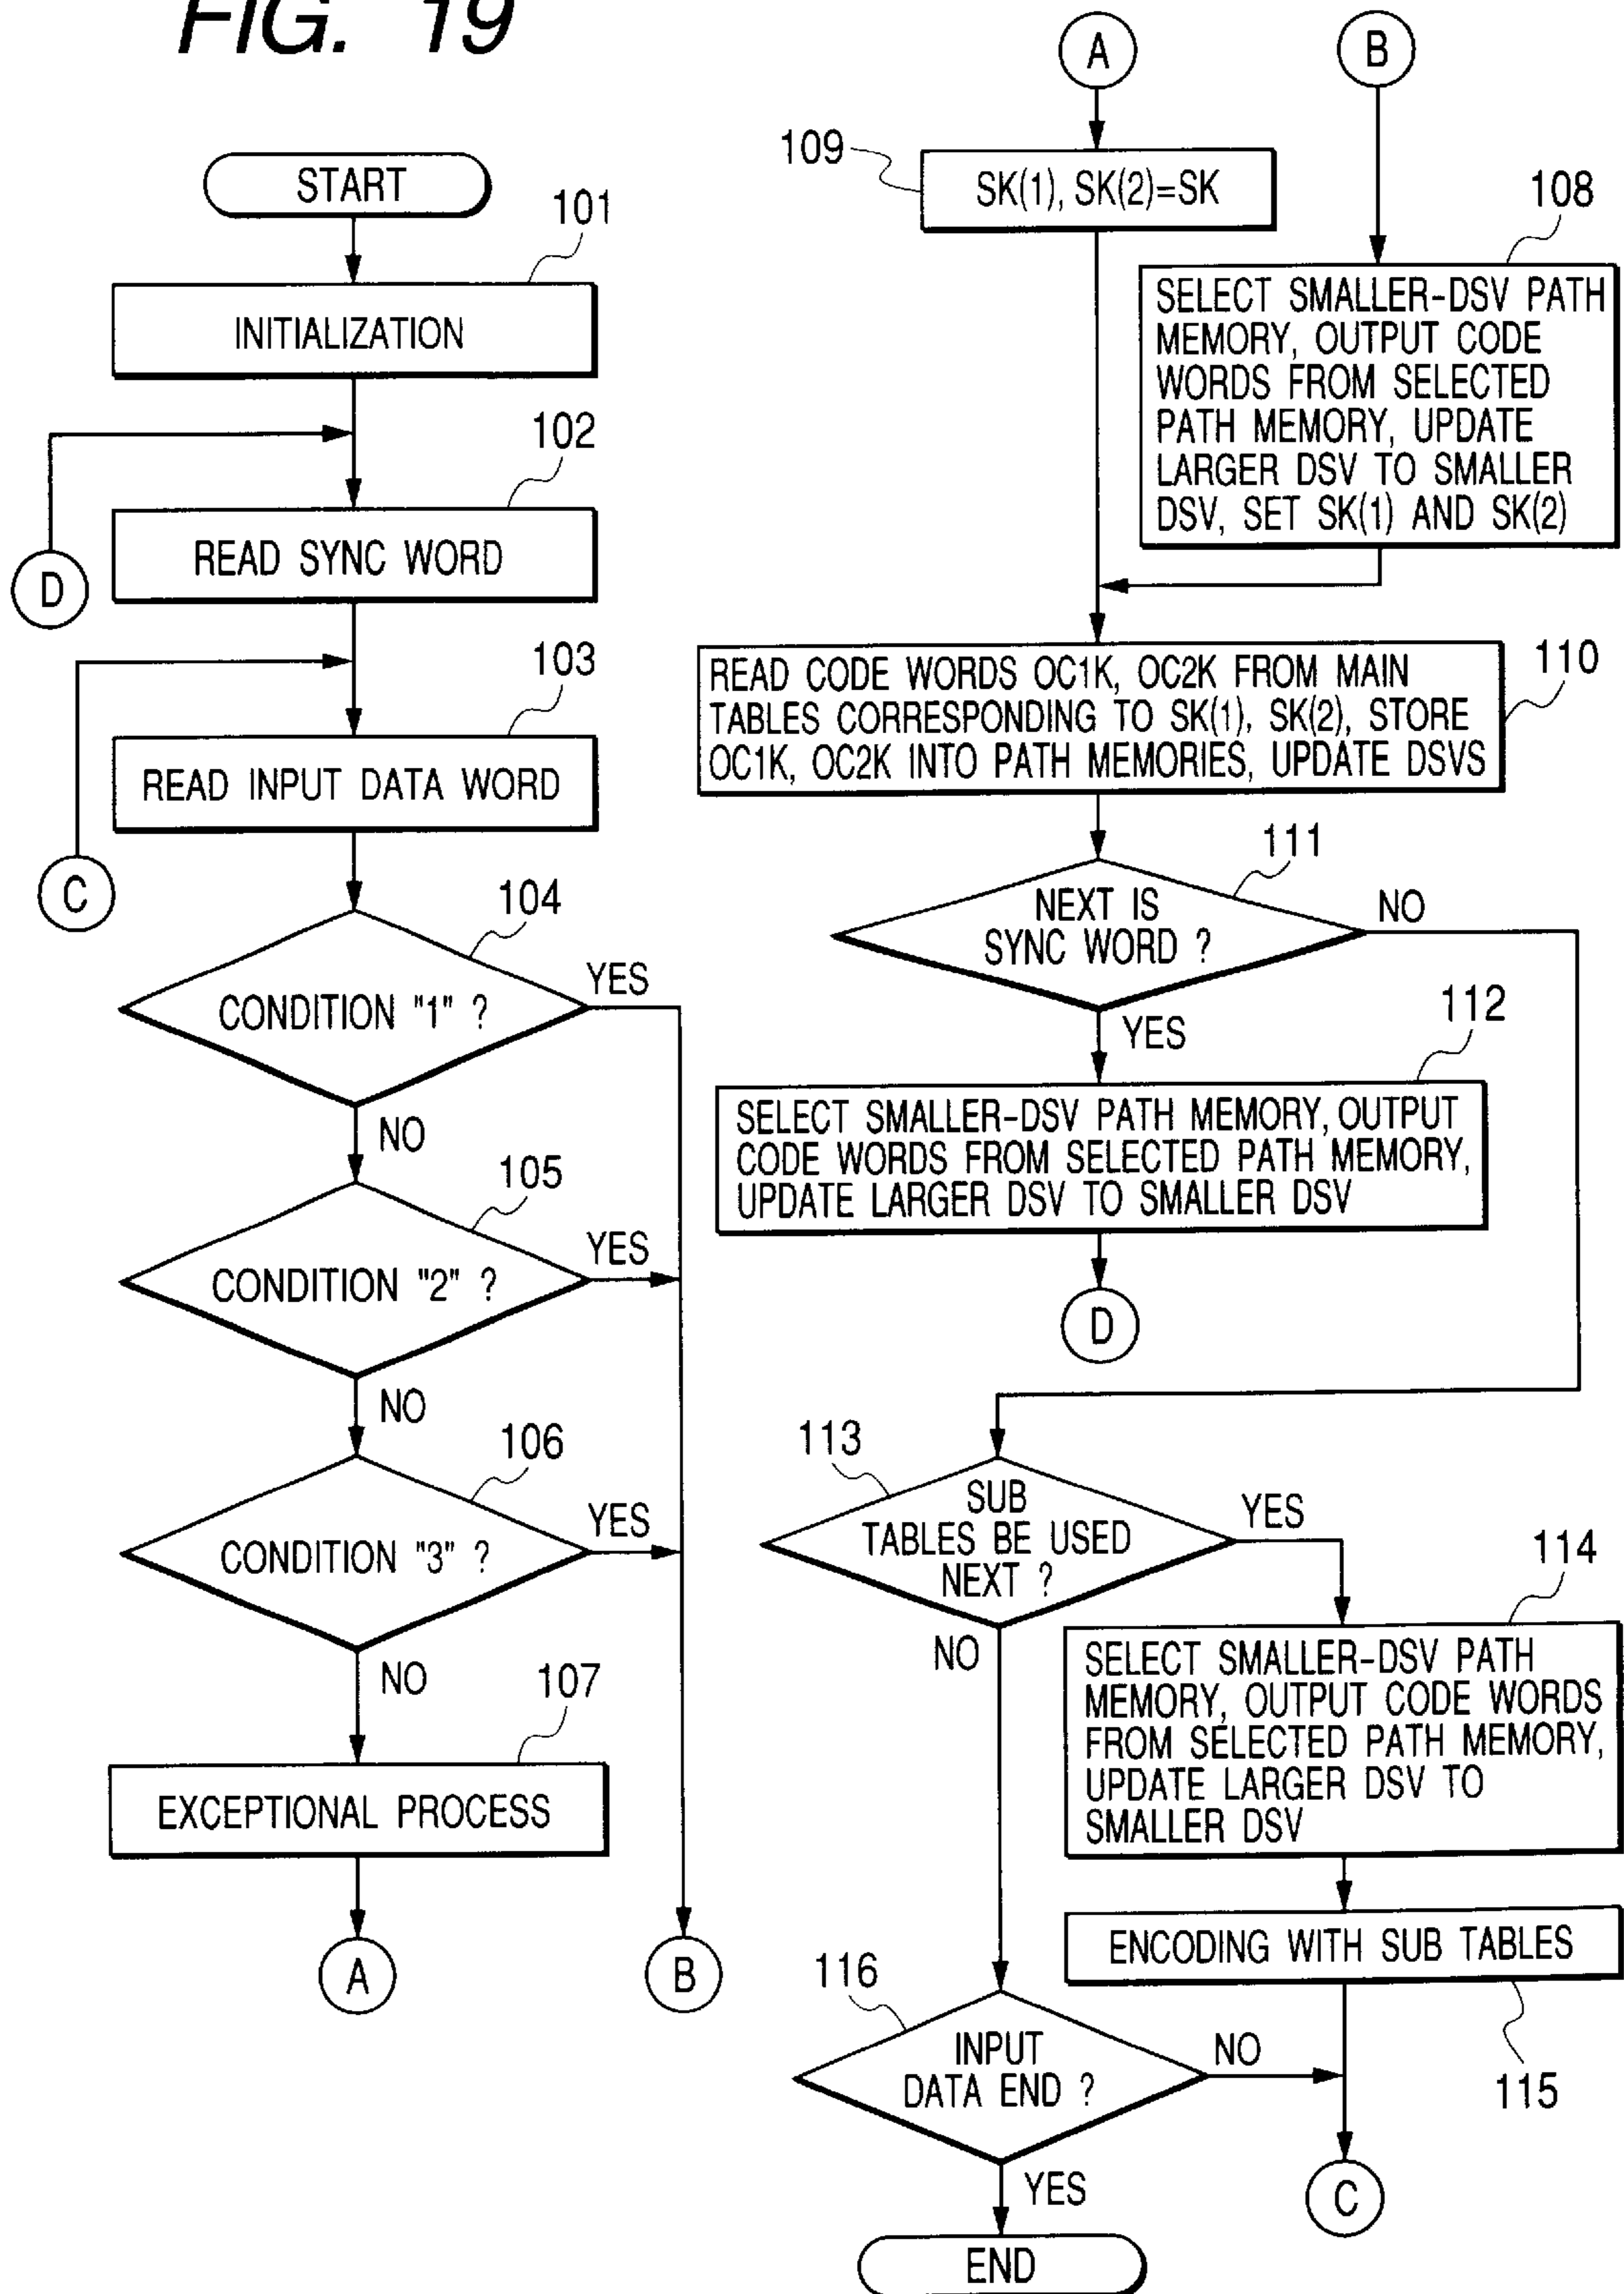 FIG. 19
START
101
INITIALIZATION
102
READ SYNC WORD
D
103
READ INPUT DATA WORD
C
104
CONDITION "1" ?
YES
NO
105
CONDITION "2" ?
YES
NO
106
CONDITION "3" ?
YES
NO
107
EXCEPTIONAL PROCESS
A
B
A
B
109
SK(1), SK(2)=SK
108
SELECT SMALLER-DSV PATH
MEMORY, OUTPUT CODE
WORDS FROM SELECTED
PATH MEMORY, UPDATE
LARGER DSV TO SMALLER
DSV, SET SK(1) AND SK(2)
110
READ CODE WORDS OC1K, OC2K FROM MAIN
TABLES CORRESPONDING TO SK(1), SK(2), STORE
OC1K, OC2K INTO PATH MEMORIES, UPDATE DSVS
111
NEXT IS
SYNC WORD ?
NO
YES
112
SELECT SMALLER-DSV PATH MEMORY, OUTPUT
CODE WORDS FROM SELECTED PATH MEMORY,
UPDATE LARGER DSV TO SMALLER DSV
D
113
SUB
TABLES BE USED
NEXT ?
YES
NO
114
SELECT SMALLER-DSV PATH
MEMORY, OUTPUT CODE WORDS
FROM SELECTED PATH MEMORY,
UPDATE LARGER DSV TO
SMALLER DSV
ENCODING WITH SUB TABLES
115
116
INPUT
DATA END ?
NO
YES
C
END